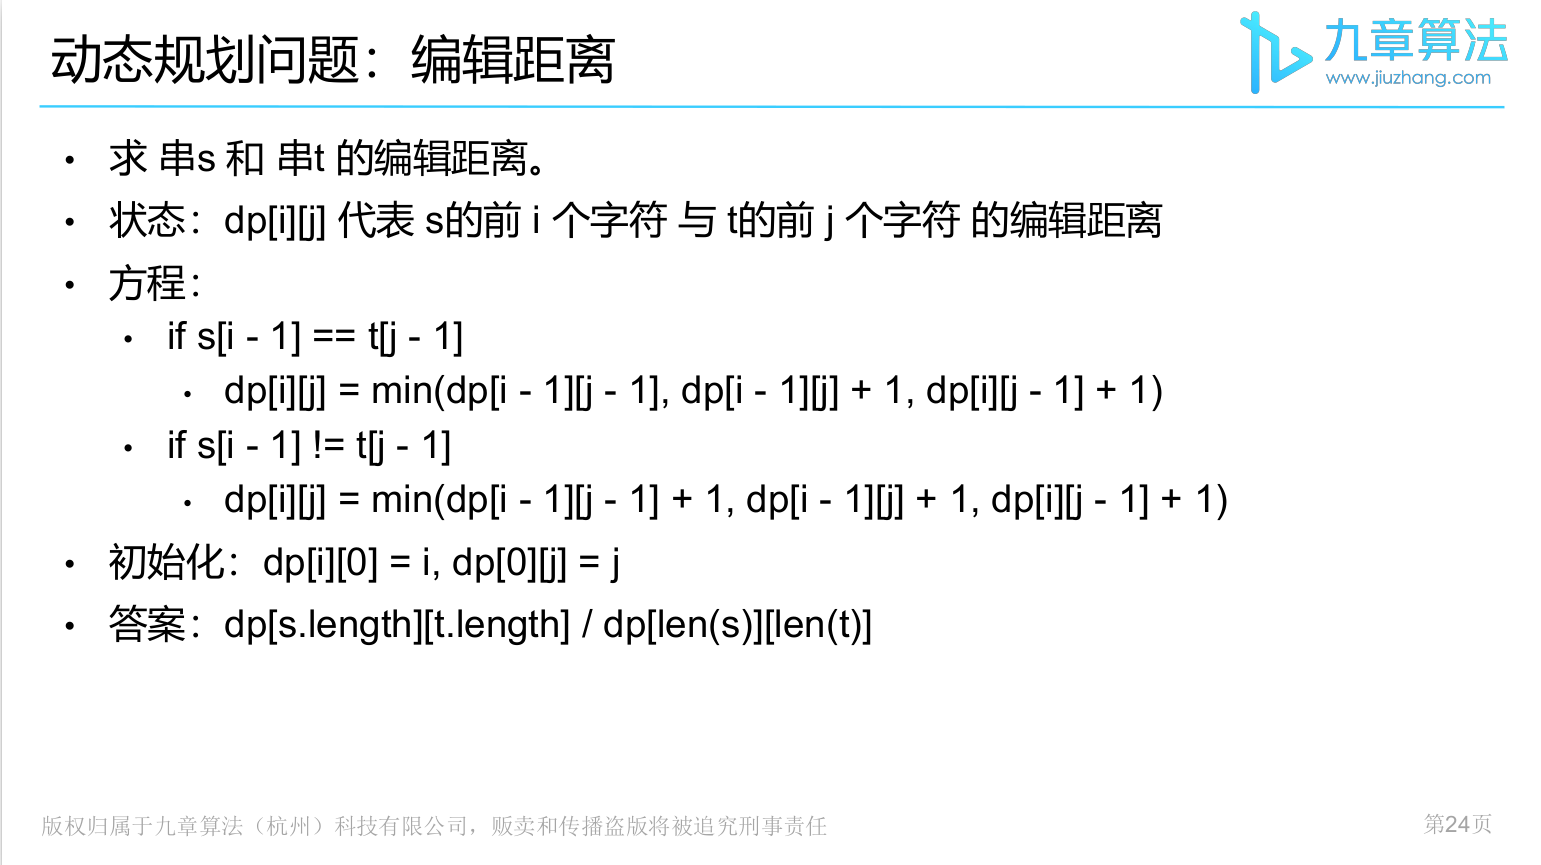 动态规划问题：编辑距离
九章算法
www.jiuzhang.com
• 求 串s 和 串t 的编辑距离。
• 状态：dp[i][j] 代表 s的前 i 个字符 与 t的前 j 个字符 的编辑距离
• 方程：
• if s[i - 1] == t[j - 1]
• dp[i][j] = min(dp[i - 1][j - 1], dp[i - 1][j] + 1, dp[i][j - 1] + 1)
• if s[i - 1] != t[j - 1]
• dp[i][j] = min(dp[i - 1][j - 1] + 1, dp[i - 1][j] + 1, dp[i][j - 1] + 1)
• 初始化：dp[i][0] = i, dp[0][j] = j
• 答案：dp[s.length][t.length] / dp[len(s)][len(t)]
版权归属于九章算法（杭州）科技有限公司，贩卖和传播盗版将被追究刑事责任
第24页